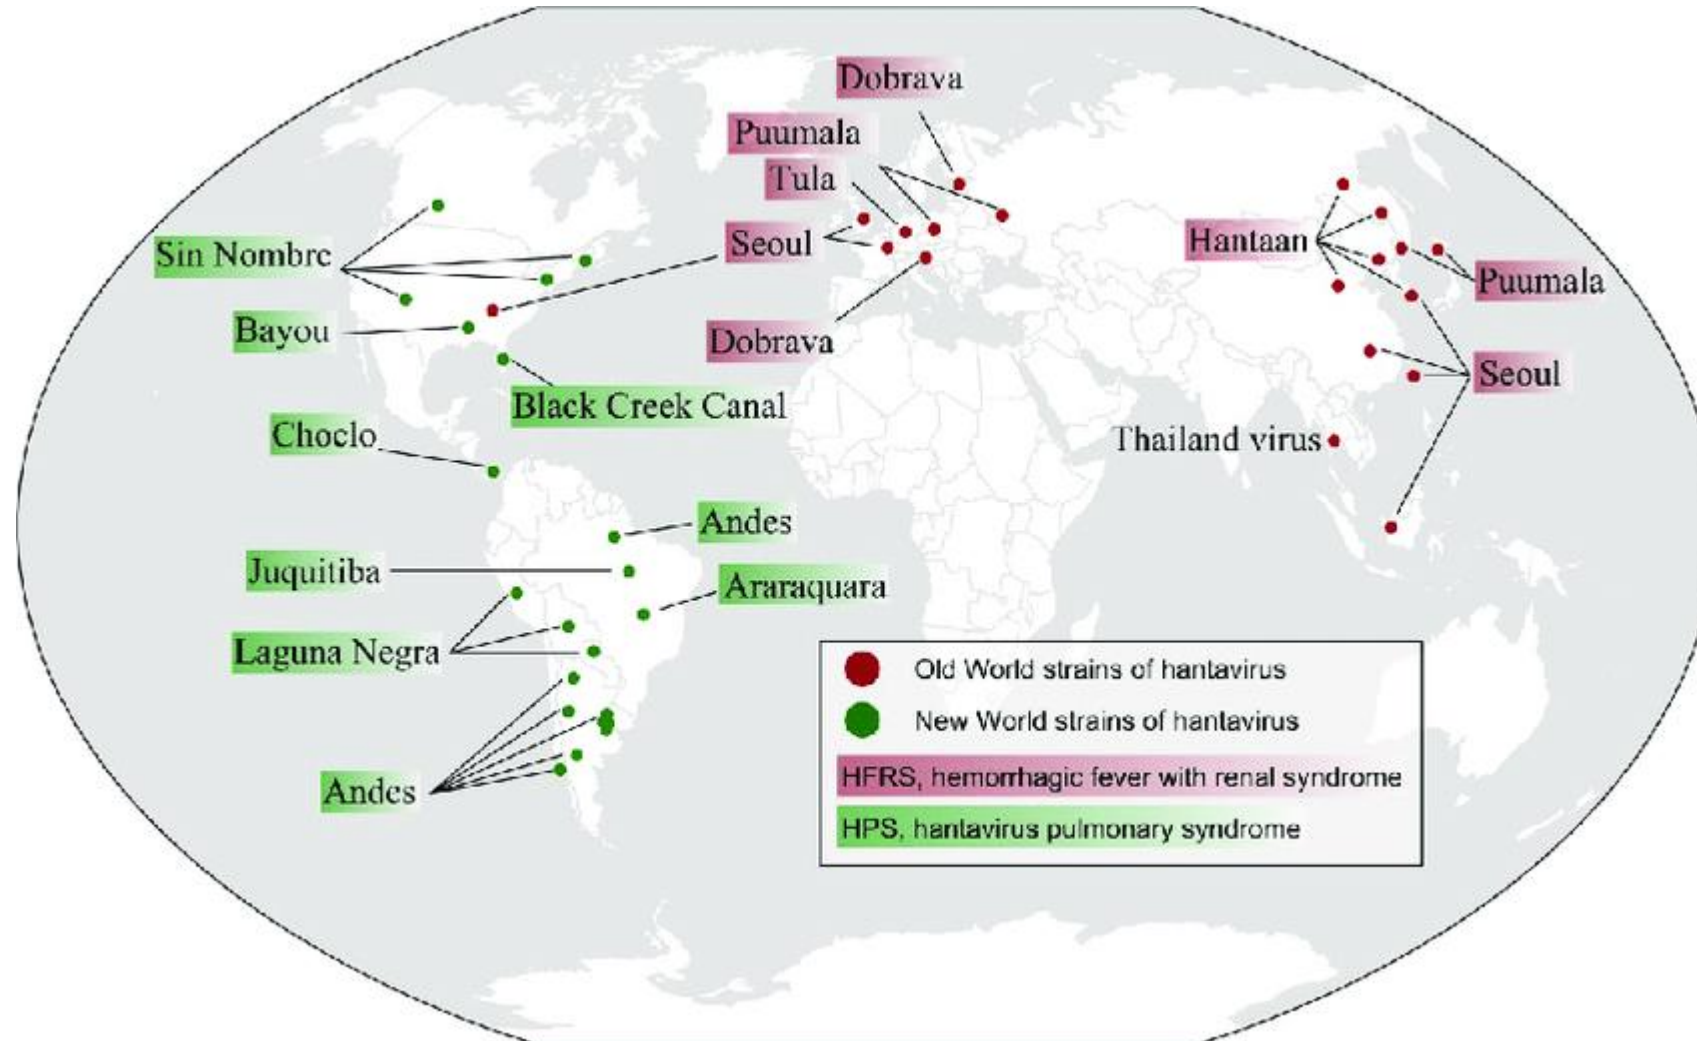 Dobrava
Puumala
Tula
Seoul
Sin Nombre
Bayou
Dobrava
Black Creek Canal
Choclo
Hantaan
Puumala
Seoul
Thailand virus
Andes
Juquitiba
Araraquara
Laguna Negra
Andes
Old World strains of hantavirus
New World strains of hantavirus
HFRS, hemorrhagic fever with renal syndrome
HPS, hantavirus pulmonary syndrome